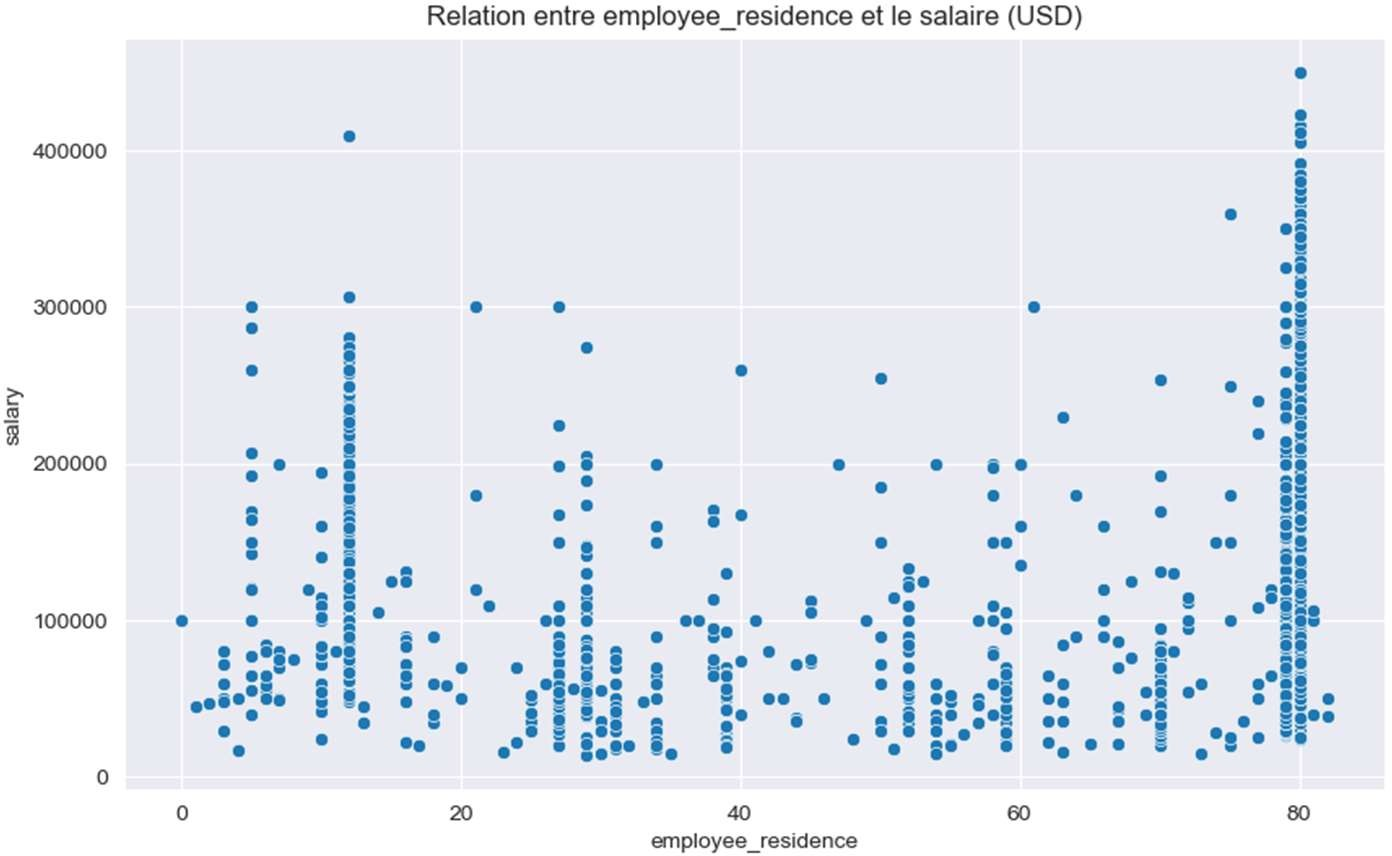 Relation entre employee_residence et le salaire (USD)
400000
300000
200000
100000
0
salary
0 20 40 60 80
employee_residence